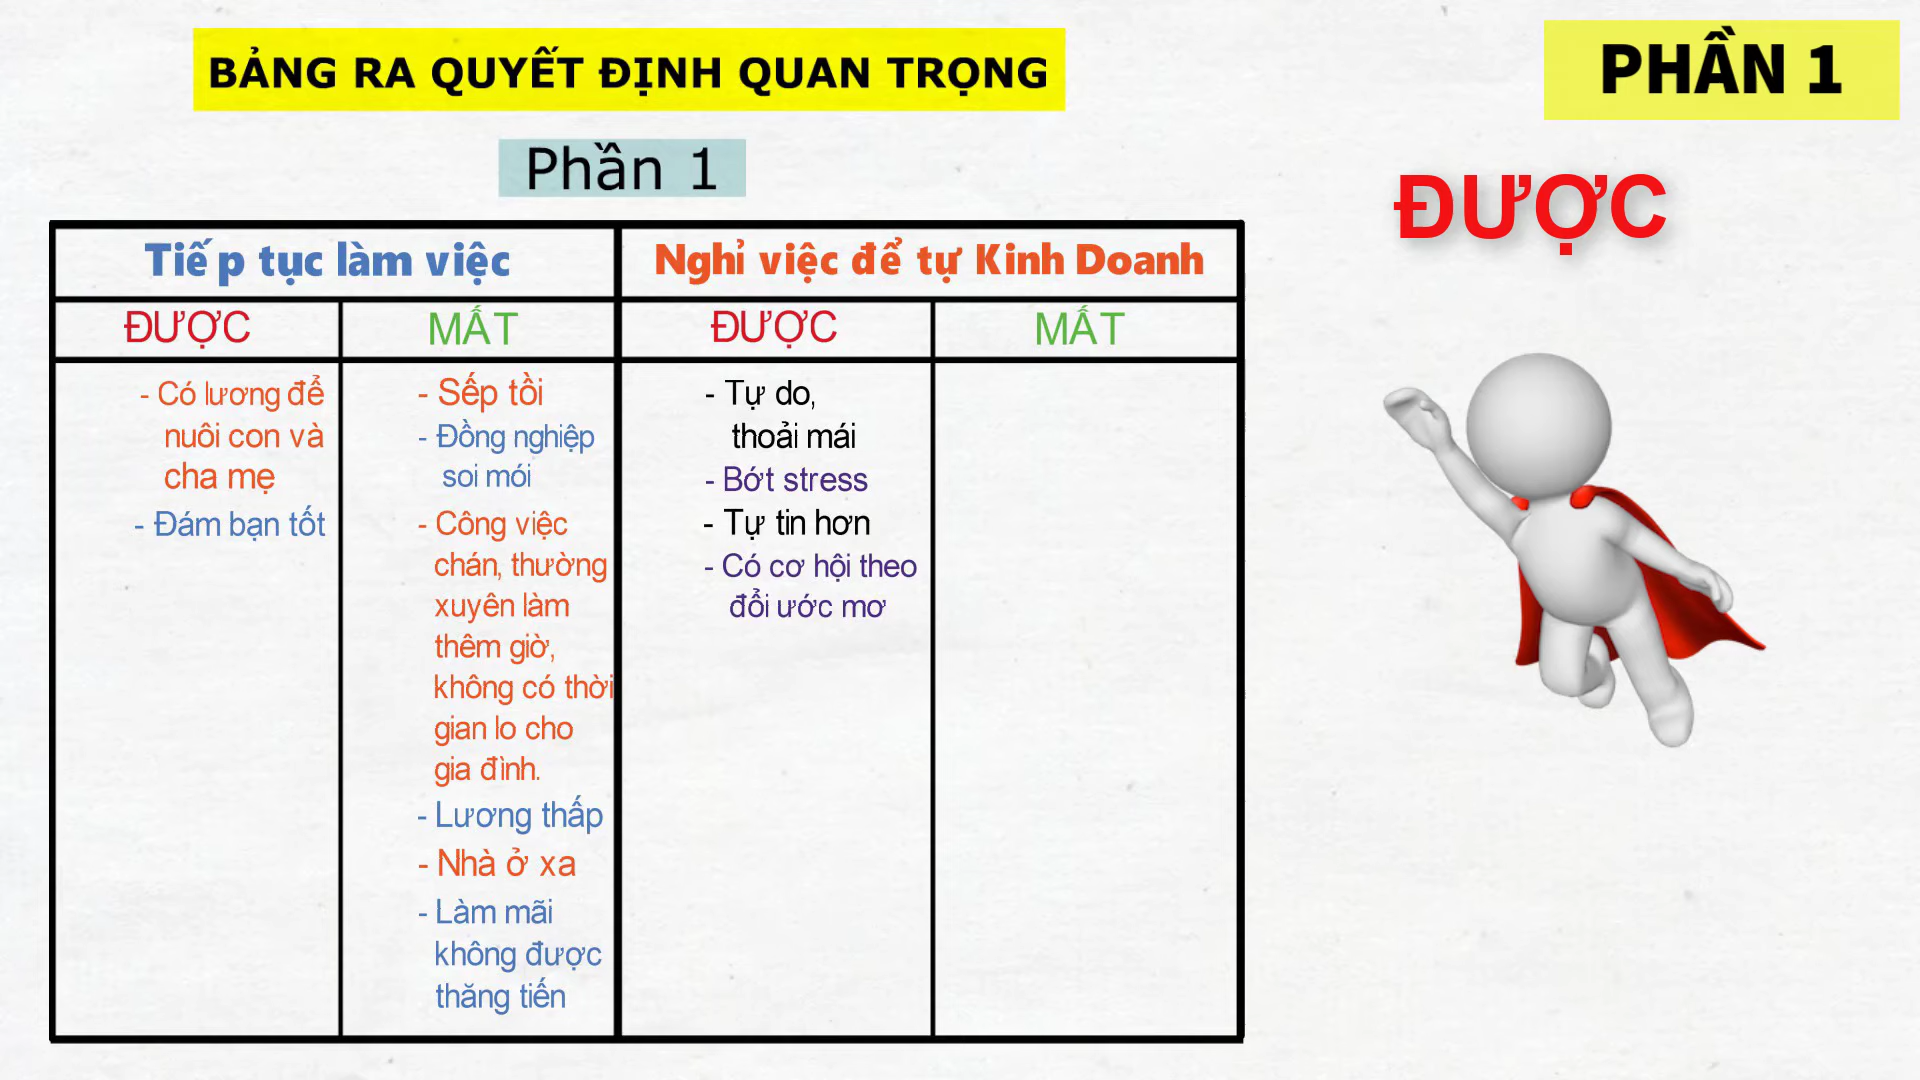 BẢNG RA QUYẾT ĐỊNH QUAN TRỌNG
PHẦN 1
Phần 1
ĐƯỢC
Tiếp tục làm việc
Nghỉ việc để tự Kinh Doanh
ĐƯỢC
MẤT
ĐƯỢC
MẤT
- Có lương để
nuôi con và
cha mẹ
- Đám bạn tốt
- Sếp tồi
- Đồng nghiệp
soi mói
- Công việc
chán, thường
xuyên làm
thêm giờ,
không có thời
gian lo cho
gia đình.
- Lương thấp
- Nhà ở xa
- Làm mãi
không được
thăng tiến
- Tự do,
thoải mái
- Bớt stress
- Tự tin hơn
- Có cơ hội theo
đổi ước mơ